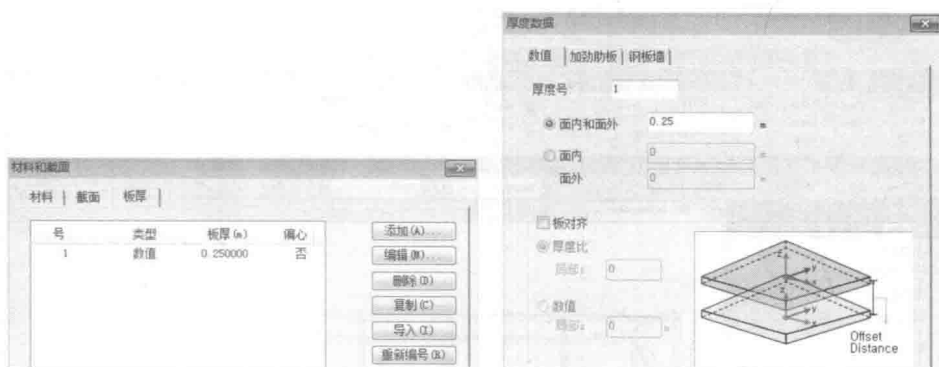 材料和截面
材料 截面 板厚
号 类型 板厚(m) 偏心
1 数值 0.250000 否
添加(A)...
编辑(M)...
删除(D)
复制(C)
导入(I)
重新编号(R)
厚度数据
数值 加劲肋板 钢板墙
厚度号: 1
面内和面外 0.25 m
面内 0
面外 0
板对齐
厚度比
局部: 0
数值
局部: 0 m
z y x
z y x
Offset
Distance